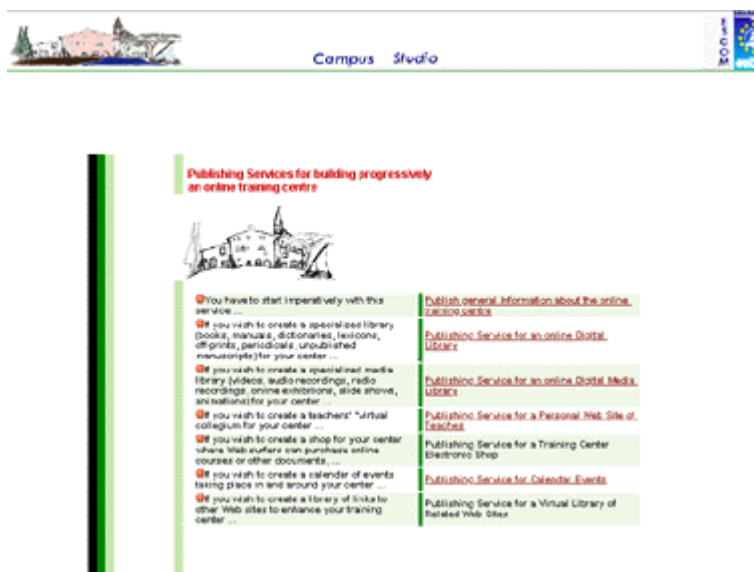 Campus Studio
Publishing Services for building progressively
an online training centre
You have to start imperatively with this
service ...
Publish general information about the online
training centre
If you wish to create a specialised library
(books, manuals, dictionaries, lexicons,
off-prints, periodicals, unpublished
manuscripts) for your center ...
Publishing Service for an online Digital
Library
If you wish to create a specialised media
library (videos, audio recordings, radio
recordings, online exhibitions, slide shows,
animations) for your center ...
Publishing Service for an online Digital Media
Library
If you wish to create a teachers' "virtual
collegium for your center ...
Publishing Service for a Personal Web Site of
Teacher
If you wish to create a shop for your center
where Web surfers can purchase online
courses or other documents, ...
Publishing Service for a Training Center
Electronic Shop
If you wish to create a calendar of events
taking place in and around your center ...
Publishing Service for Calendar Events
If you wish to create a library of links to
other Web sites to enhance your training
center ...
Publishing Service for a Virtual Library of
Related Web Sites